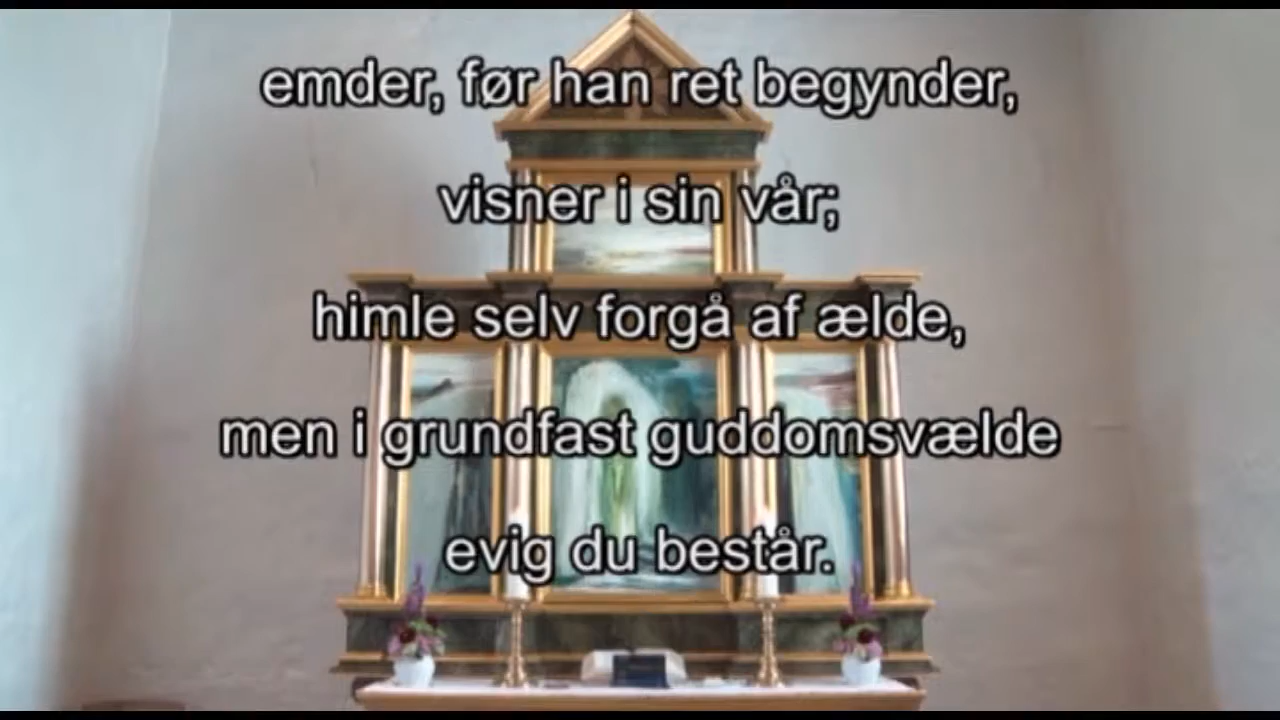 emder, før han ret begynder,
visner i sin vår;
himle selv forgå af ælde,
men i grundfast guddomsvælde
evig du består.